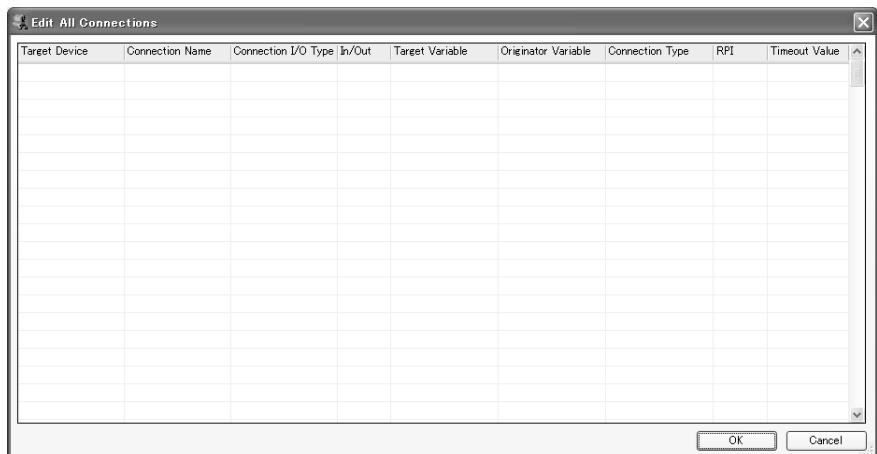 Edit All Connections
Target Device Connection Name Connection I/O Type In/Out Target Variable Originator Variable Connection Type RPI Timeout Value
OK Cancel